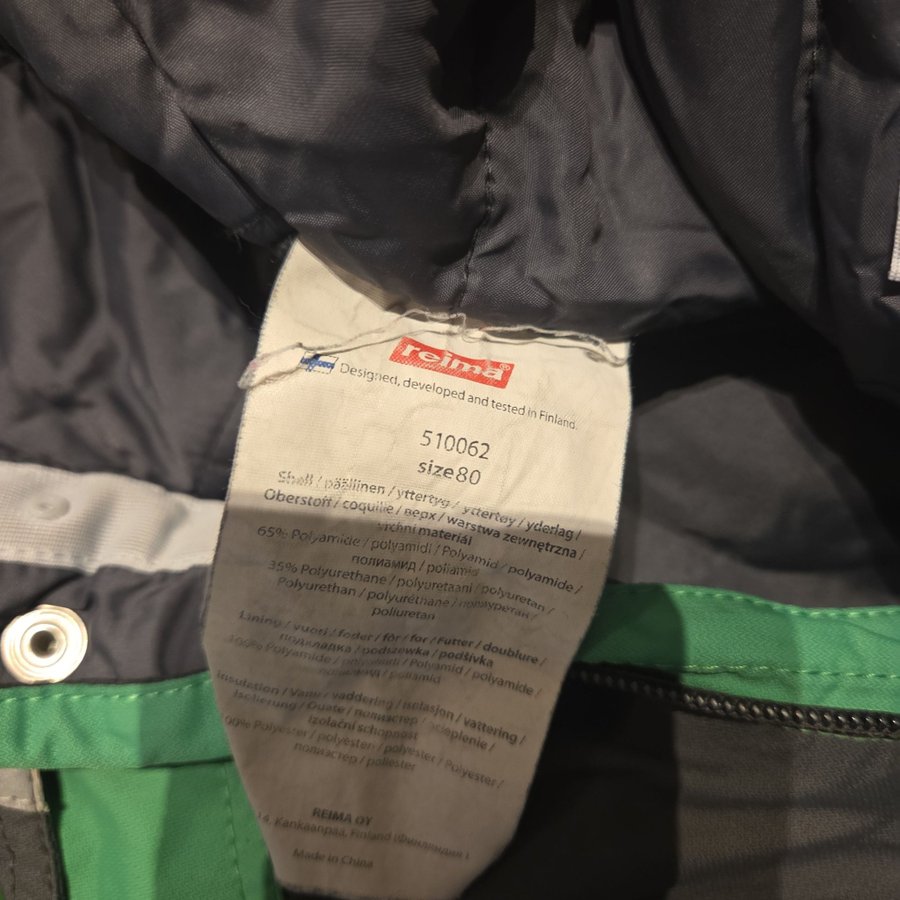 reima®
Designed, developed and tested in Finland.
510062
size 80
Shell / päällinen / yttertyg / yttertøy / yderlag /
Oberstoff / coquille / верх / warstwa zewnętrzna /
vrchní materiál
65% Polyamide / polyamidi / Polyamid / polyamide /
полиамид / poliamid
35% Polyurethane / polyuretaani / polyuretan /
Polyurethan / polyuréthane / полиуретан /
poliuretan
Lining / vuori / foder / fôr / for / Futter / doublure /
подкладка / podszewka / podšívka
100% Polyamide / polyamidi / Polyamid / polyamide /
полиамид / poliamid
Insulation / Vanu / vaddering / isolasjon / vattering /
Isolierung / Ouate / полиэстер / ocieplenie /
izolační schopnost
100% Polyester / polyesteri / polyester / Polyester /
полиэстер / poliester
REIMA OY
14, Kankaanpää, Finland
Made in China